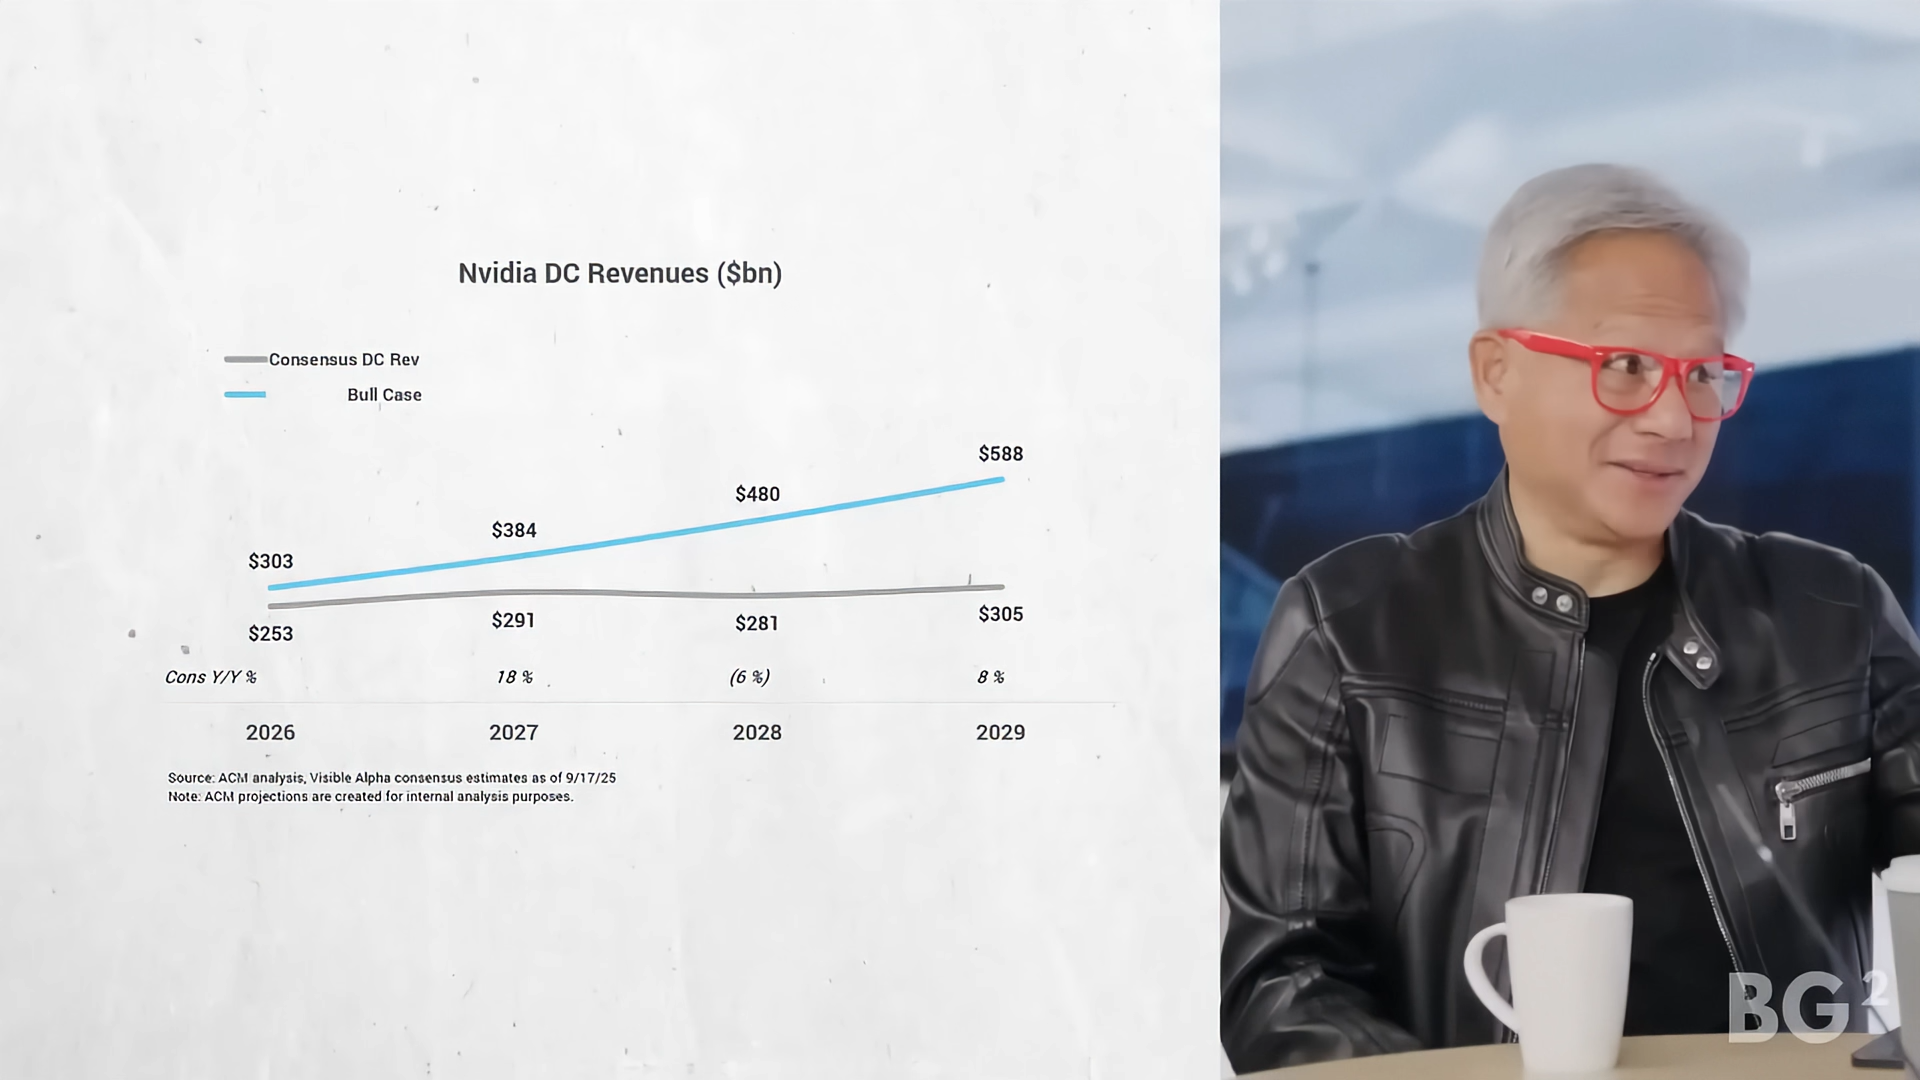 Nvidia DC Revenues ($bn)
Consensus DC Rev
Bull Case
$588
$480
$384
$303
$253
$291
$281
$305
Cons Y/Y %
18 %
(6 %)
8 %
2026
2027
2028
2029
Source: ACM analysis, Visible Alpha consensus estimates as of 9/17/25
Note: ACM projections are created for internal analysis purposes.
BG2